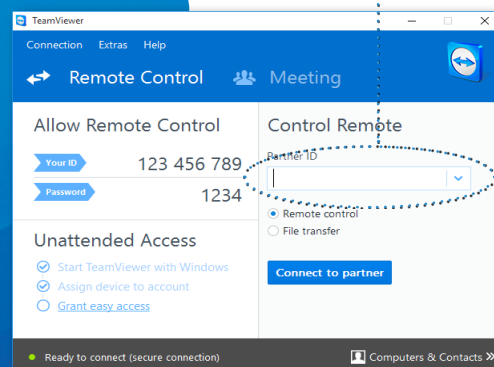 TeamViewer
Connection Extras Help
Remote Control Meeting
Allow Remote Control
Your ID 123 456 789
Password 1234
Unattended Access
Start TeamViewer with Windows
Assign device to account
Grant easy access
Control Remote
Partner ID
Remote control
File transfer
Connect to partner
Ready to connect (secure connection)
Computers & Contacts